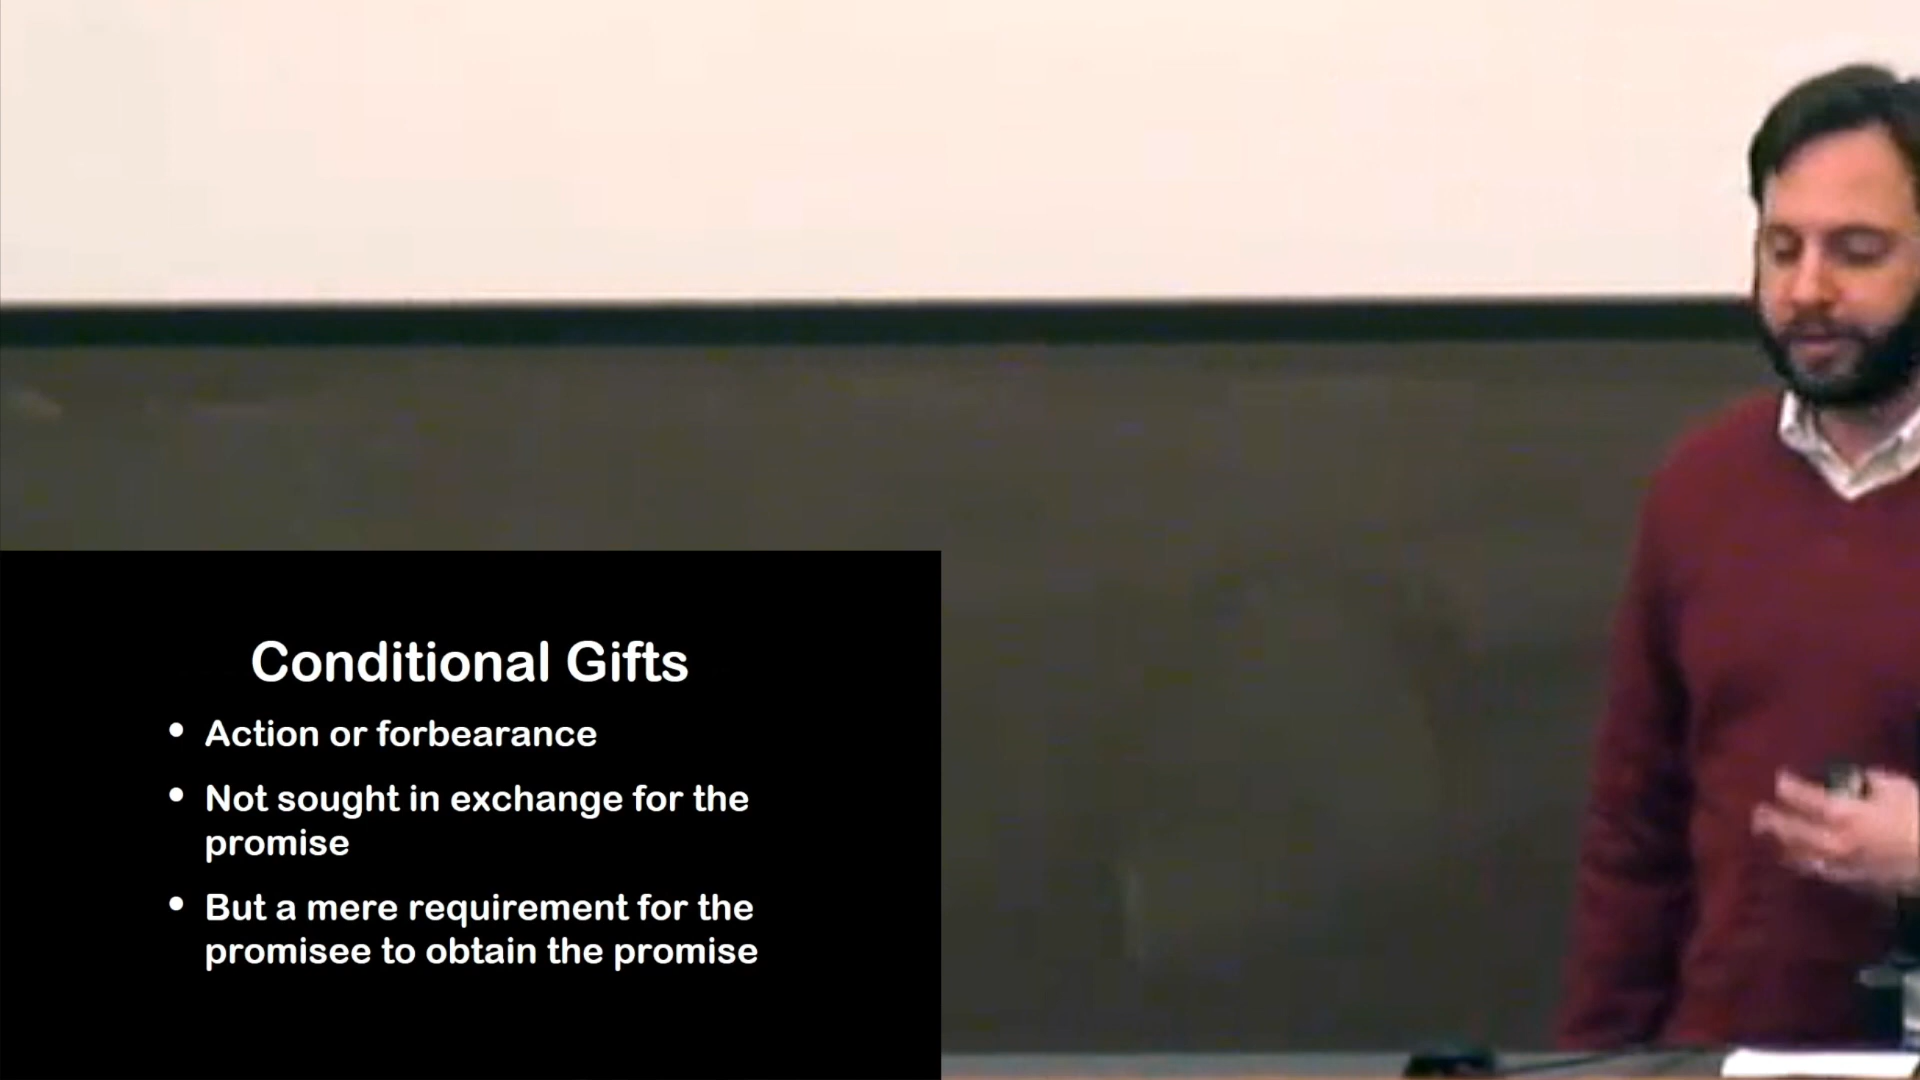 Conditional Gifts
• Action or forbearance
• Not sought in exchange for the
promise
• But a mere requirement for the
promisee to obtain the promise